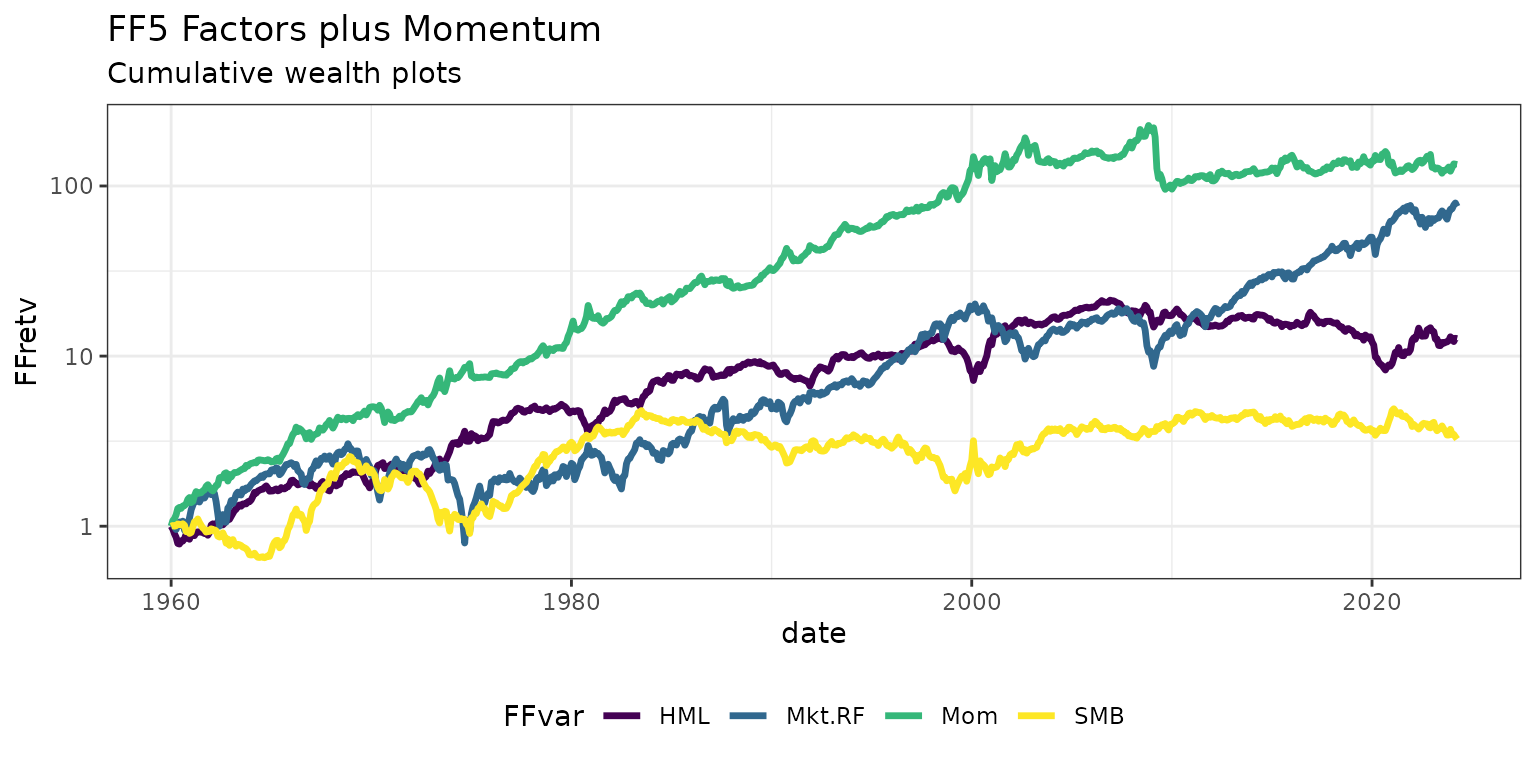 FF5 Factors plus Momentum
Cumulative wealth plots
FFretv
100
10
1
1960 1980 2000 2020
date
FFvar HML Mkt.RF Mom SMB